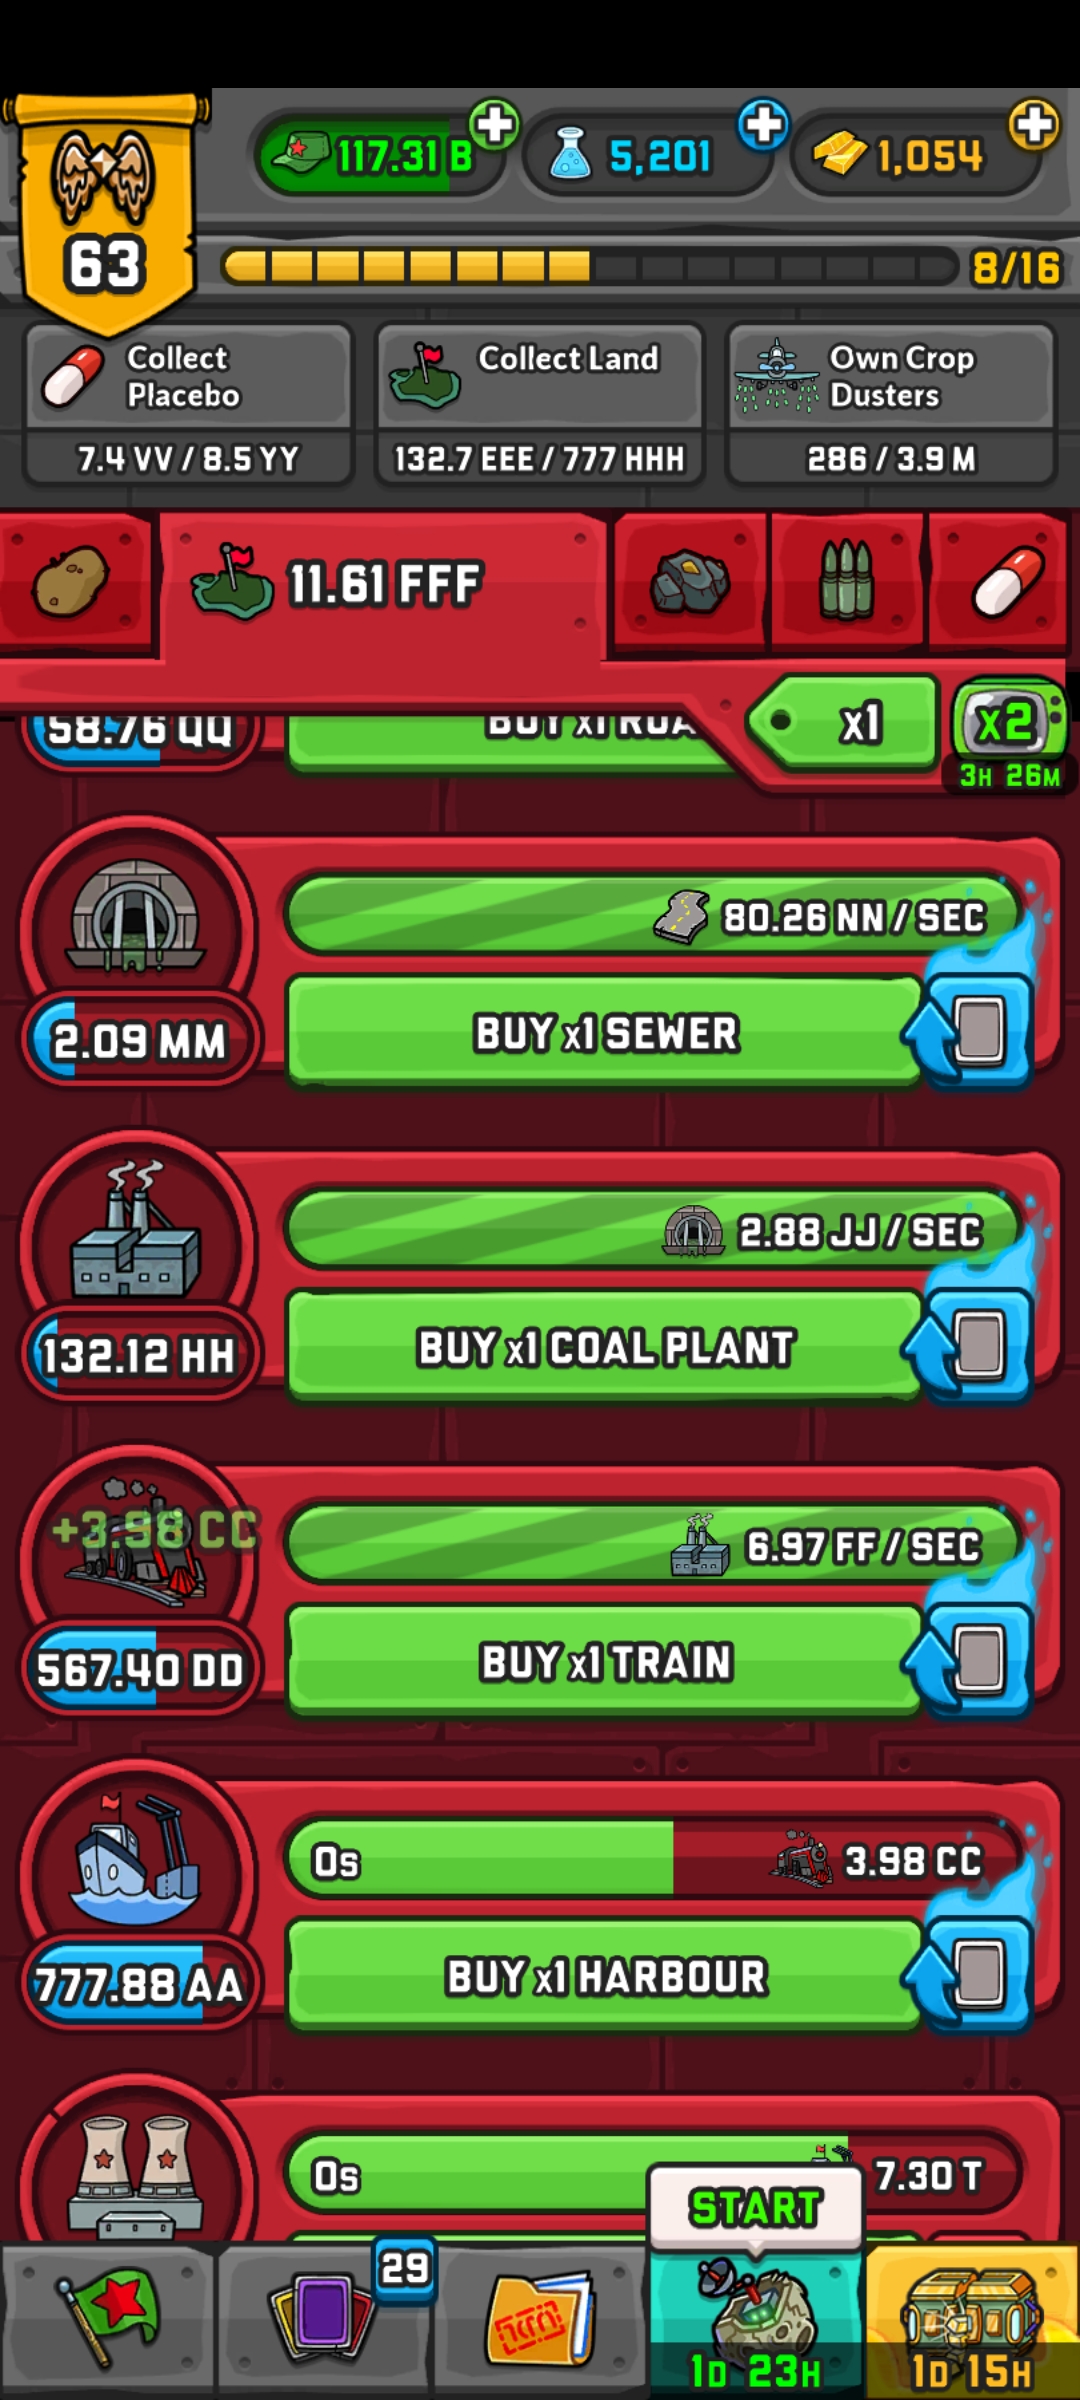 117.31 B
5,201
1,054
63
8/16
Collect
Placebo
7.4 VV / 8.5 YY
Collect Land
132.7 EEE / 777 HHH
Own Crop
Dusters
286 / 3.9 M
11.61 FFF
x1
x2
3H 26M
58.76 QQ
BUY x1
80.26 NN / SEC
2.09 MM
BUY x1 SEWER
2.88 JJ / SEC
132.12 HH
BUY x1 COAL PLANT
+3.98 CC
6.97 FF / SEC
567.40 DD
BUY x1 TRAIN
0s
3.98 CC
777.88 AA
BUY x1 HARBOUR
0s
7.30 T
START
29
1D 23H
1D 15H